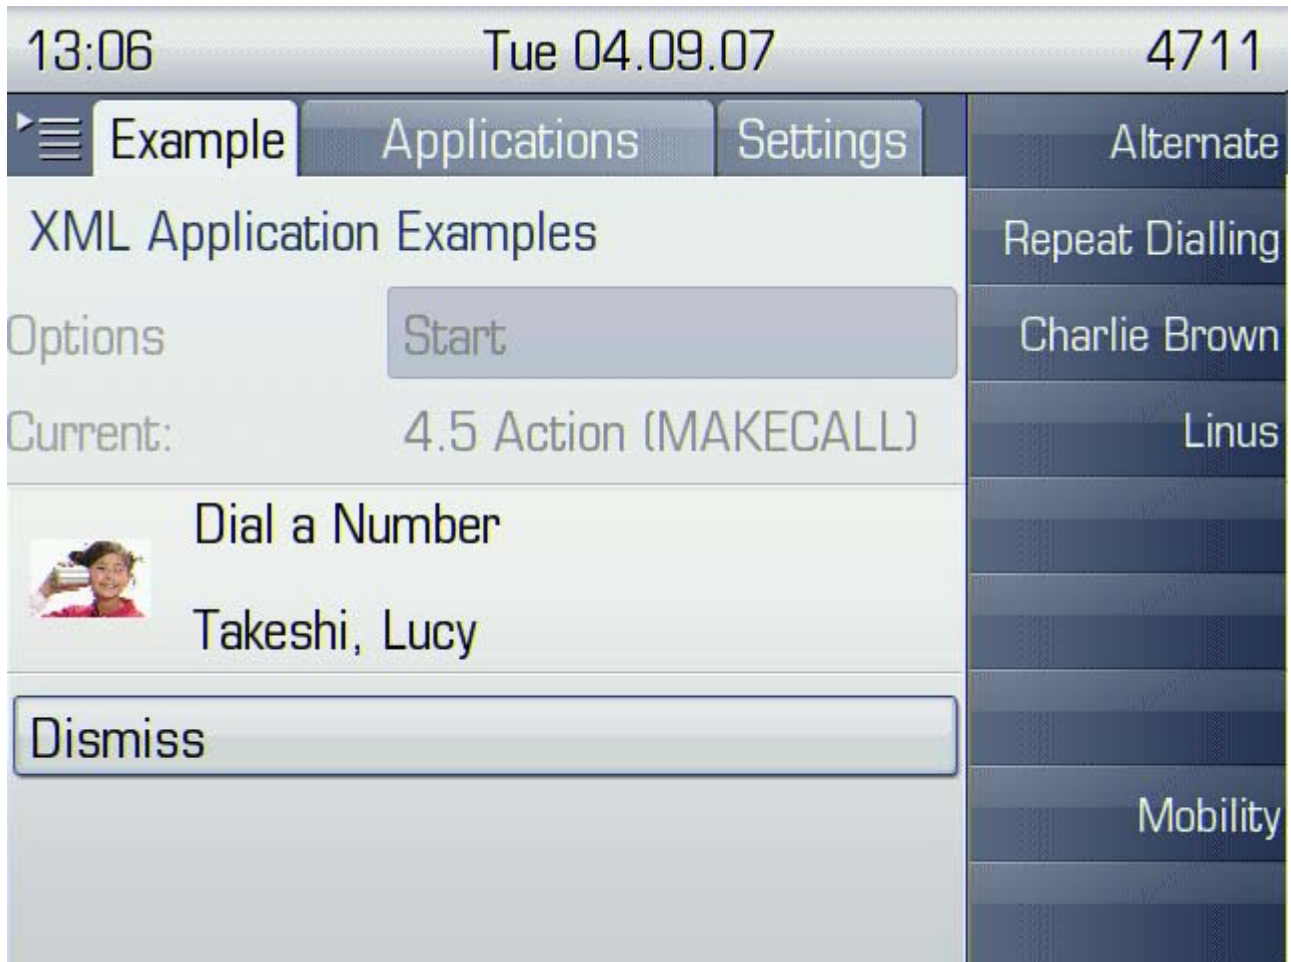 13:06 Tue 04.09.07 4711
Example Applications Settings
XML Application Examples
Options Start
Current: 4.5 Action (MAKECALL)
Dial a Number
Takeshi, Lucy
Dismiss
Alternate
Repeat Dialling
Charlie Brown
Linus
Mobility